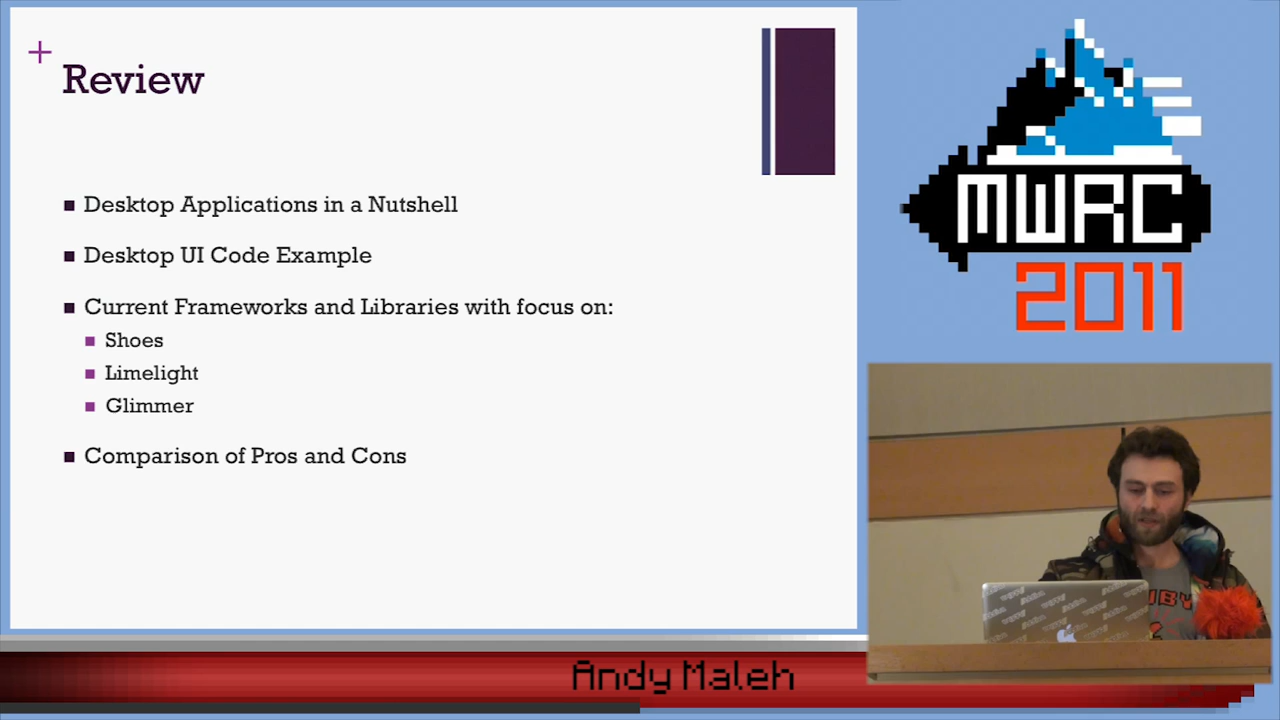 +
Review
Desktop Applications in a Nutshell
Desktop UI Code Example
Current Frameworks and Libraries with focus on:
Shoes
Limelight
Glimmer
Comparison of Pros and Cons
MWRC
2011
Andy Maleh